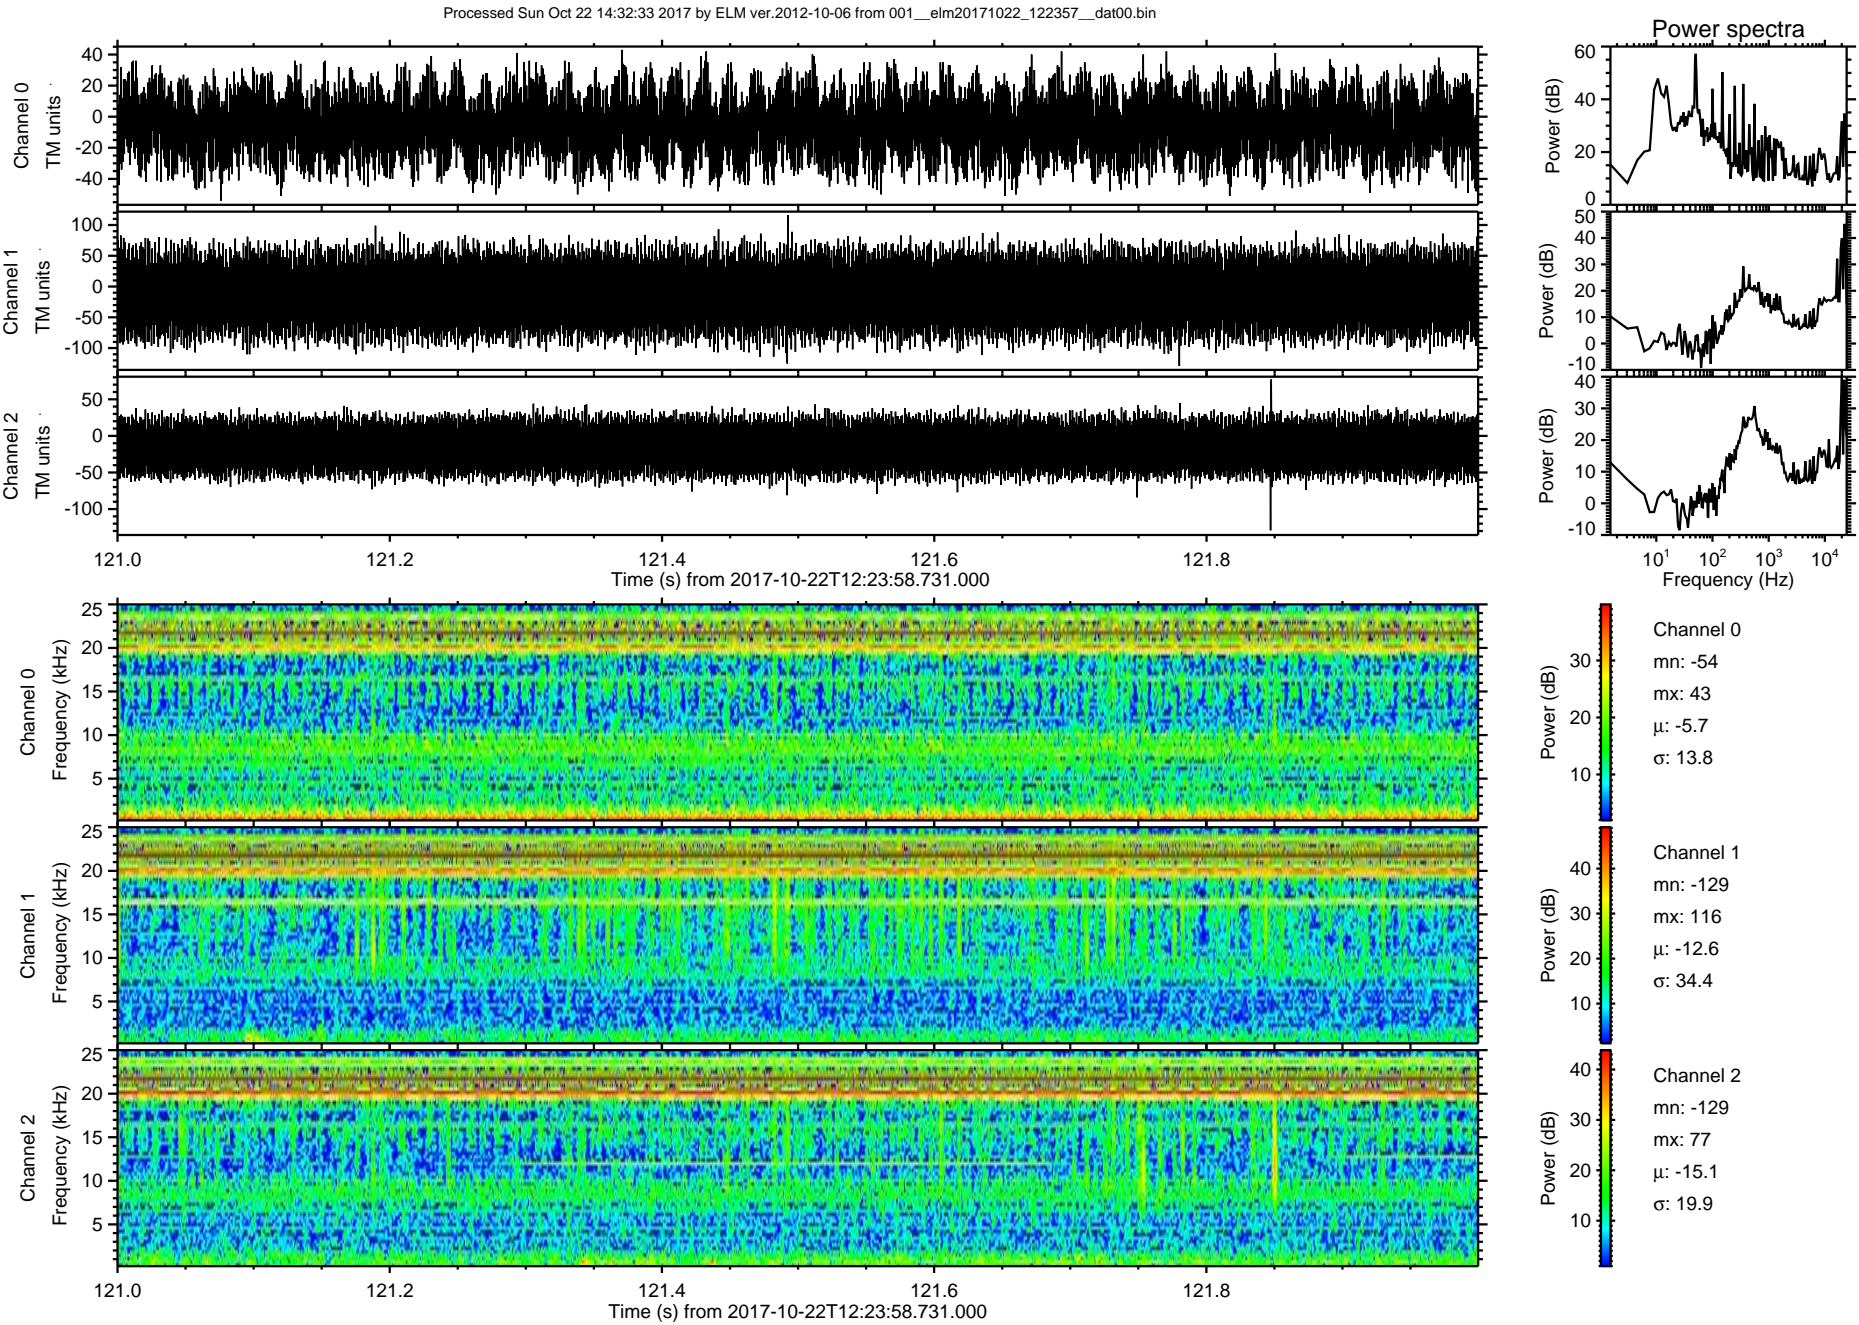 Processed Sun Oct 22 14:32:33 2017 by ELM ver.2012-10-06 from 001__elm20171022_122357__dat00.bin
Power spectra
Channel 0
TM units
40
20
0
-20
-40
Power (dB)
60
40
20
0
Channel 1
TM units
100
50
0
-50
-100
Power (dB)
50
40
30
20
10
0
-10
Channel 2
TM units
50
0
-50
-100
Power (dB)
40
30
20
10
0
-10
121.0 121.2 121.4 121.6 121.8
Time (s) from 2017-10-22T12:23:58.731.000
10^1 10^2 10^3 10^4
Frequency (Hz)
Channel 0
Frequency (kHz)
25
20
15
10
5
Power (dB)
30
20
10
Channel 0
mn: -54
mx: 43
μ: -5.7
σ: 13.8
Channel 1
Frequency (kHz)
25
20
15
10
5
Power (dB)
40
30
20
10
Channel 1
mn: -129
mx: 116
μ: -12.6
σ: 34.4
Channel 2
Frequency (kHz)
25
20
15
10
5
Power (dB)
40
30
20
10
Channel 2
mn: -129
mx: 77
μ: -15.1
σ: 19.9
121.0 121.2 121.4 121.6 121.8
Time (s) from 2017-10-22T12:23:58.731.000